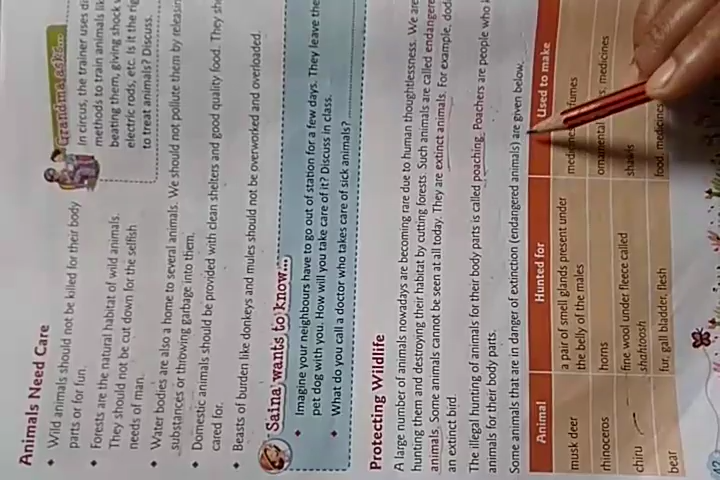 Animals Need Care
Wild animals should not be killed for their body
parts or for fun.
Forests are the natural habitat of wild animals.
They should not be cut down for the selfish
needs of man.
Grandma asks...
In circus, the trainer uses di
methods to train animals lik
beating them, giving shock
electric rods, etc. Is it the rig
to treat animals? Discuss.
Water bodies are also a home to several animals. We should not pollute them by releasin
substances or throwing garbage into them.
Domestic animals should be provided with clean shelters and good quality food. They sh
cared for.
Beasts of burden like donkeys and mules should not be overworked and overloaded.
Saina wants to know...
Imagine your neighbours have to go out of station for a few days. They leave the
pet dog with you. How will you take care of it? Discuss in class.
What do you call a doctor who takes care of sick animals?
Protecting Wildlife
A large number of animals nowadays are becoming rare due to human thoughtlessness. We are
hunting them and destroying their habitat by cutting forests. Such animals are called endangere
animals. Some animals cannot be seen at all today. They are extinct animals. For example, dod
an extinct bird.
The illegal hunting of animals for their body parts is called poaching. Poachers are people who
animals for their body parts.
Some animals that are in danger of extinction (endangered animals) are given below.
Animal Hunted for Used to make
musk deer a pair of smell glands present under medicines, perfumes
the belly of the males
rhinoceros horns ornamental medicines
chiru fine wool under fleece called shawls
shahtoosh
bear fur, gall bladder, flesh food, medicines
42